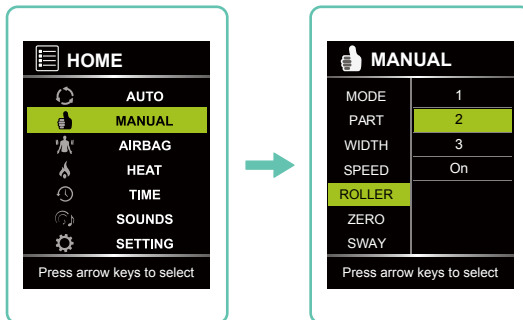 HOME
AUTO
MANUAL
AIRBAG
HEAT
TIME
SOUNDS
SETTING
Press arrow keys to select
MANUAL
MODE 1
PART 2
WIDTH 3
SPEED On
ROLLER
ZERO
SWAY
Press arrow keys to select